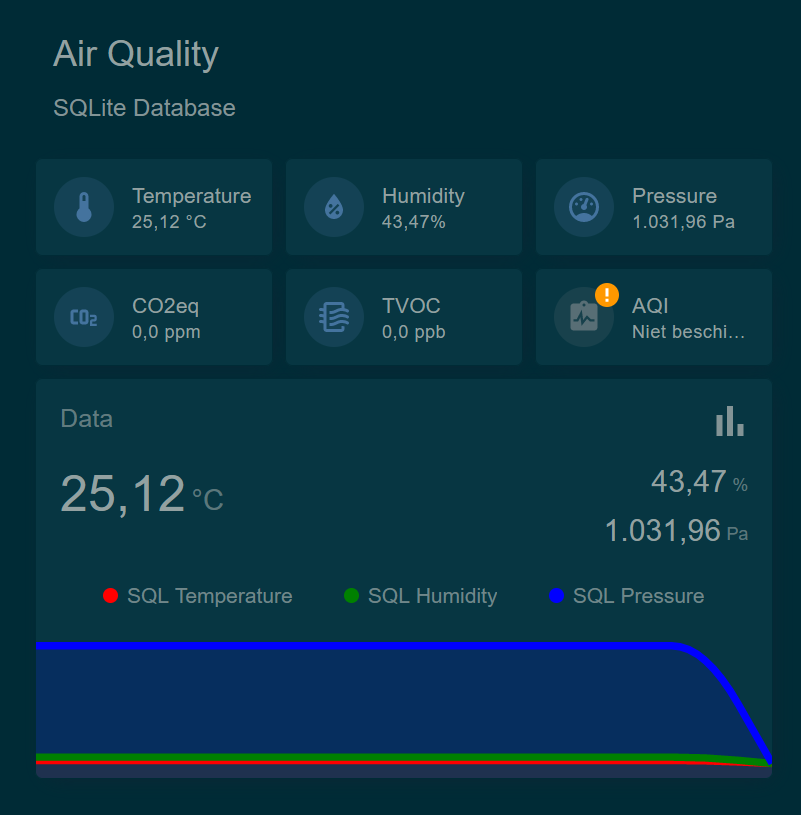 Air Quality
SQLite Database
Temperature
25,12 °C
Humidity
43,47%
Pressure
1.031,96 Pa
CO2eq
0,0 ppm
TVOC
0,0 ppb
AQI
Niet beschi...
Data
25,12 °C
43,47 %
1.031,96 Pa
SQL Temperature SQL Humidity SQL Pressure